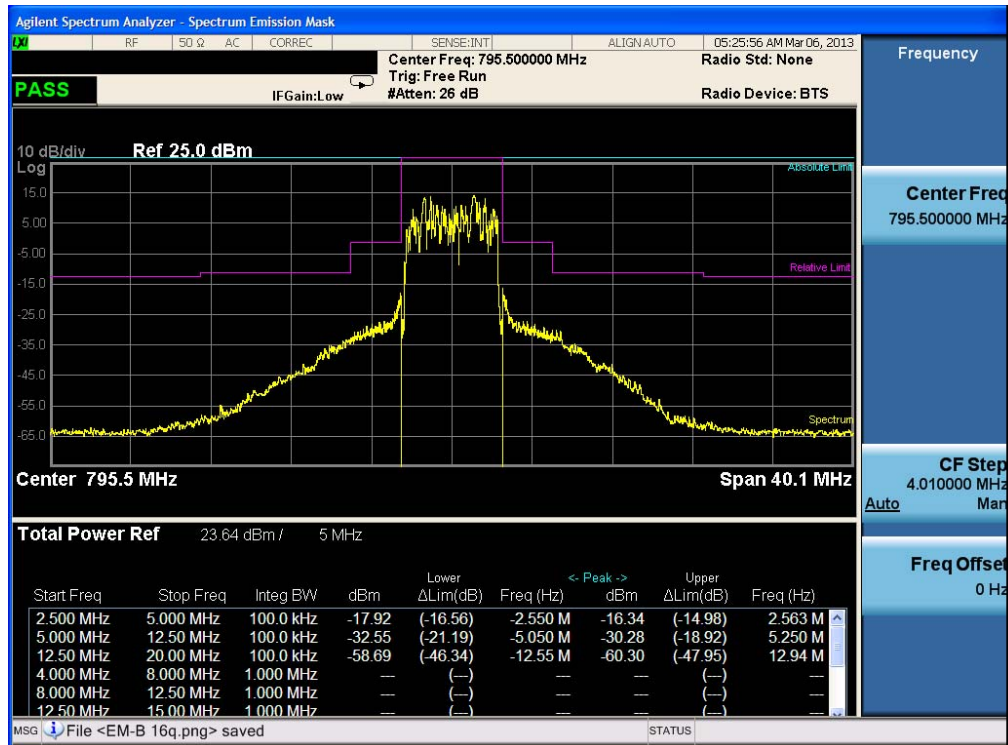 Agilent Spectrum Analyzer - Spectrum Emission Mask
LXI RF 50 Ω AC CORREC SENSE:INT ALIGN AUTO 05:25:56 AM Mar 06, 2013
Frequency
Center Freq: 795.500000 MHz Radio Std: None
Trig: Free Run
PASS IFGain:Low #Atten: 26 dB Radio Device: BTS
10 dB/div Ref 25.0 dBm
Log
Absolute Limit
15.0
5.00
-5.00
Relative Limit
-15.0
-25.0
-35.0
-45.0
-55.0
Spectrum
-65.0
Center 795.5 MHz Span 40.1 MHz
Center Freq
795.500000 MHz
CF Step
4.010000 MHz
Auto Man
Freq Offset
0 Hz
Total Power Ref 23.64 dBm / 5 MHz
Lower <- Peak -> Upper
Start Freq Stop Freq Integ BW dBm ΔLim(dB) Freq (Hz) dBm ΔLim(dB) Freq (Hz)
2.500 MHz 5.000 MHz 100.0 kHz -17.92 (-16.56) -2.550 M -16.34 (-14.98) 2.563 M
5.000 MHz 12.50 MHz 100.0 kHz -32.55 (-21.19) -5.050 M -30.28 (-18.92) 5.250 M
12.50 MHz 20.00 MHz 100.0 kHz -58.69 (-46.34) -12.55 M -60.30 (-47.95) 12.94 M
4.000 MHz 8.000 MHz 1.000 MHz --- (---) --- --- (---) ---
8.000 MHz 12.50 MHz 1.000 MHz --- (---) --- --- (---) ---
12.50 MHz 15.00 MHz 1.000 MHz --- (---) --- --- (---) ---
MSG File <EM-B 16q.png> saved STATUS